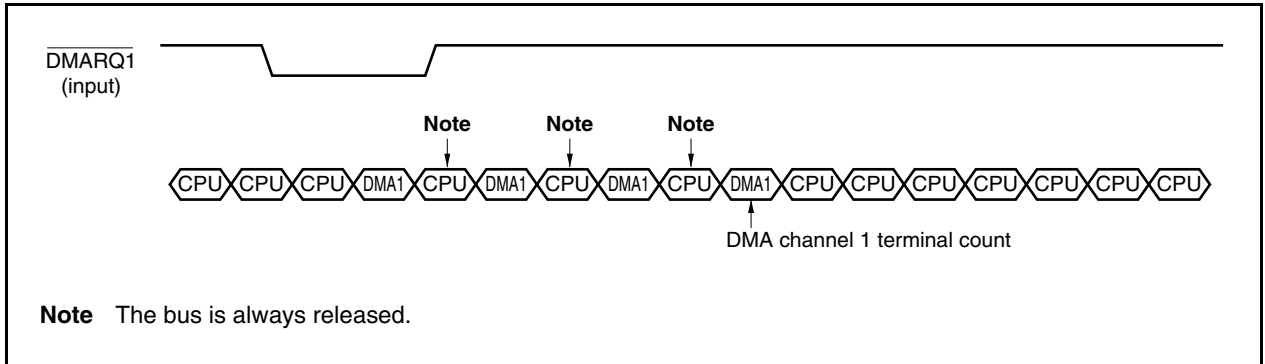 DMARQ1
(input)
Note Note Note
CPU CPU CPU DMA1 CPU DMA1 CPU DMA1 CPU DMA1 CPU CPU CPU CPU CPU CPU CPU
DMA channel 1 terminal count
Note The bus is always released.